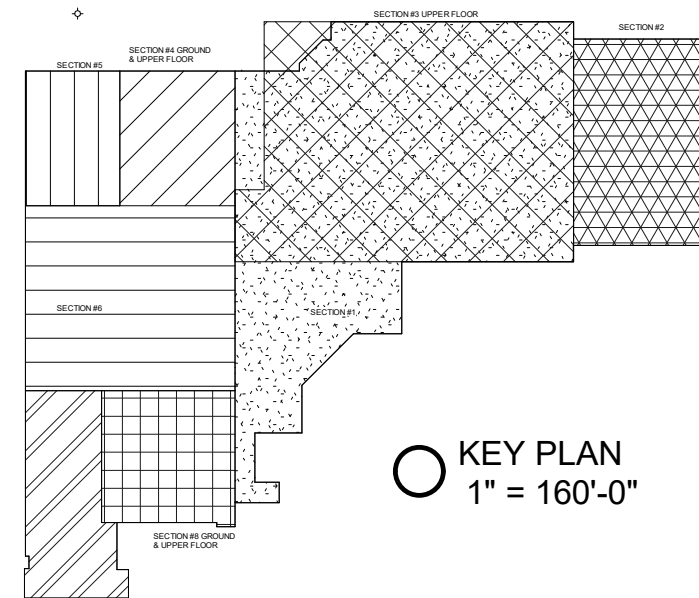 SECTION #3 UPPER FLOOR
SECTION #2
SECTION #4 GROUND
& UPPER FLOOR
SECTION #5
SECTION #6
SECTION #1
KEY PLAN
1" = 160'-0"
SECTION #8 GROUND
& UPPER FLOOR